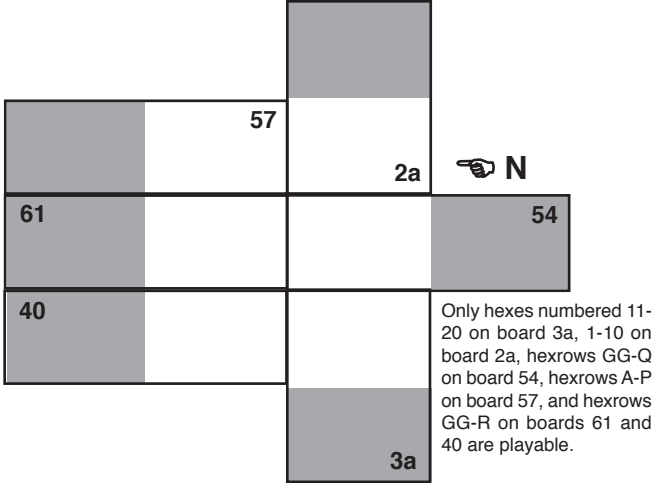 57
2a
N
61
54
40
Only hexes numbered 11-
20 on board 3a, 1-10 on
board 2a, hexrows GG-Q
on board 54, hexrows A-P
on board 57, and hexrows
GG-R on boards 61 and
40 are playable.
3a